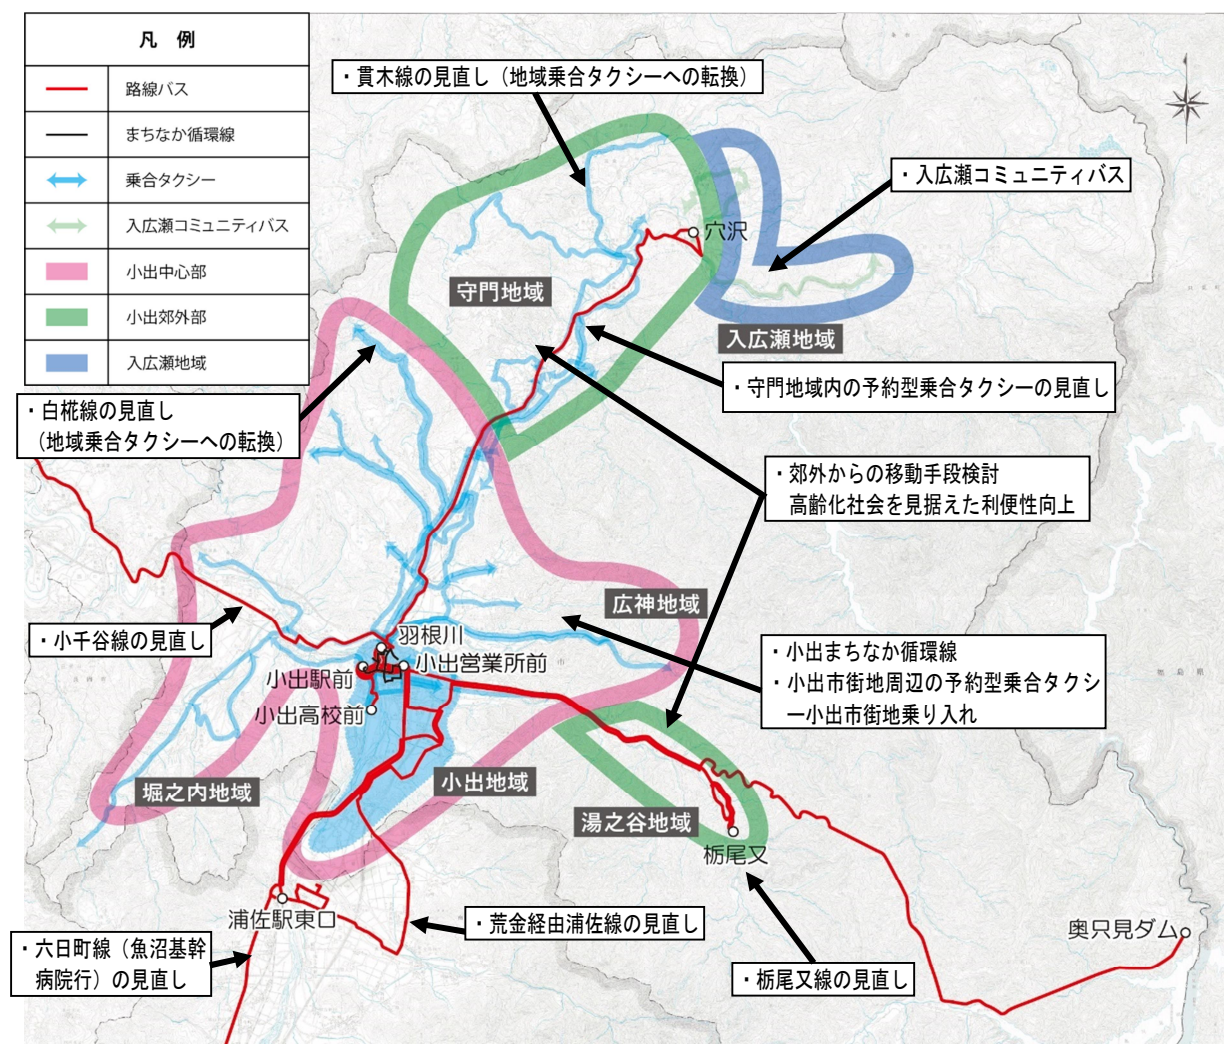 凡 例
路線バス
まちなか循環線
乗合タクシー
入広瀬コミュニティバス
小出中心部
小出郊外部
入広瀬地域
・貫木線の見直し（地域乗合タクシーへの転換）
・入広瀬コミュニティバス
穴沢
守門地域
入広瀬地域
・守門地域内の予約型乗合タクシーの見直し
・白椛線の見直し
（地域乗合タクシーへの転換）
・郊外からの移動手段検討
高齢化社会を見据えた利便性向上
広神地域
・小千谷線の見直し
羽根川
小出営業所前
小出駅前
小出高校前
・小出まちなか循環線
・小出市街地周辺の予約型乗合タクシ
ー小出市街地乗り入れ
堀之内地域
小出地域
湯之谷地域
栃尾又
浦佐駅東口
・荒金経由浦佐線の見直し
奥只見ダム
・六日町線（魚沼基幹
病院行）の見直し
・栃尾又線の見直し